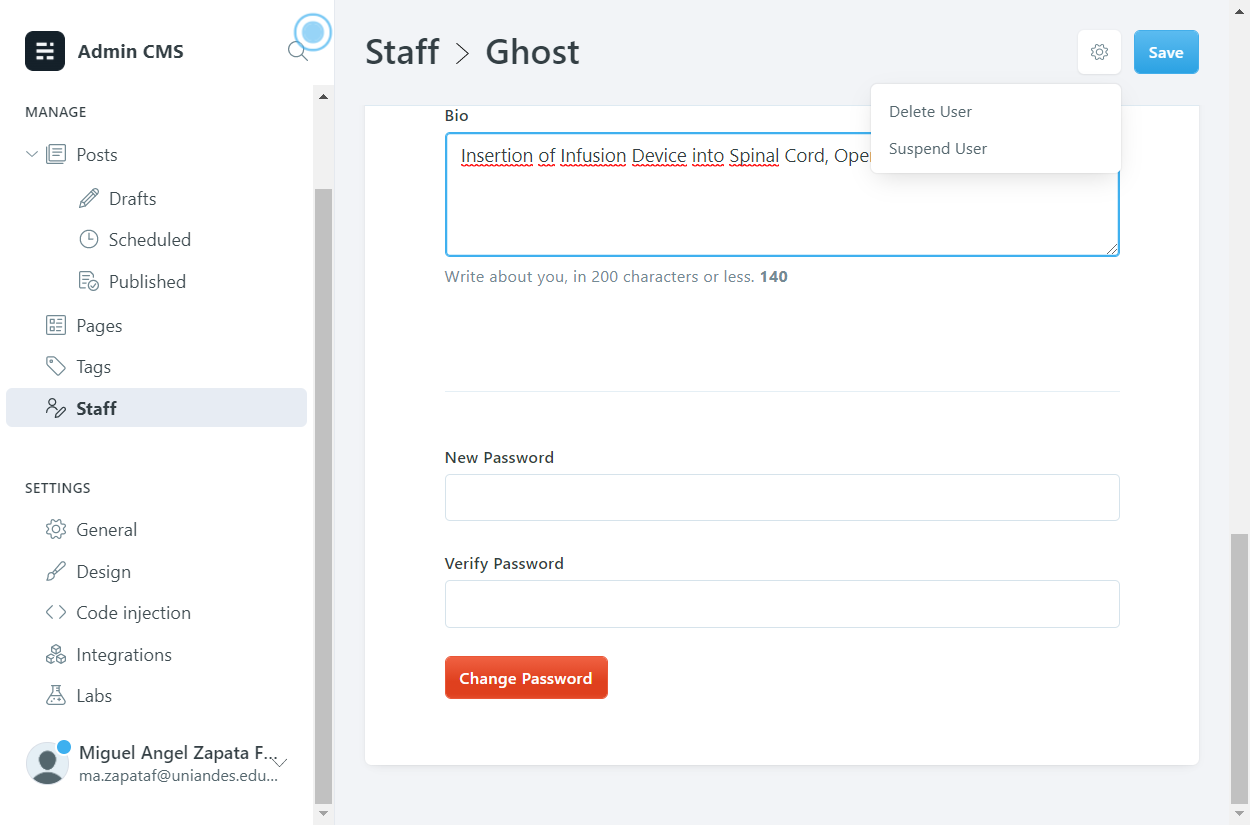 Admin CMS
MANAGE
Posts
Drafts
Scheduled
Published
Pages
Tags
Staff
SETTINGS
General
Design
Code injection
Integrations
Labs
Miguel Angel Zapata F...
ma.zapataf@uniandes.edu...
Staff > Ghost
Save
Delete User
Suspend User
Bio
Insertion of Infusion Device into Spinal Cord,
Write about you, in 200 characters or less. 140
New Password
Verify Password
Change Password